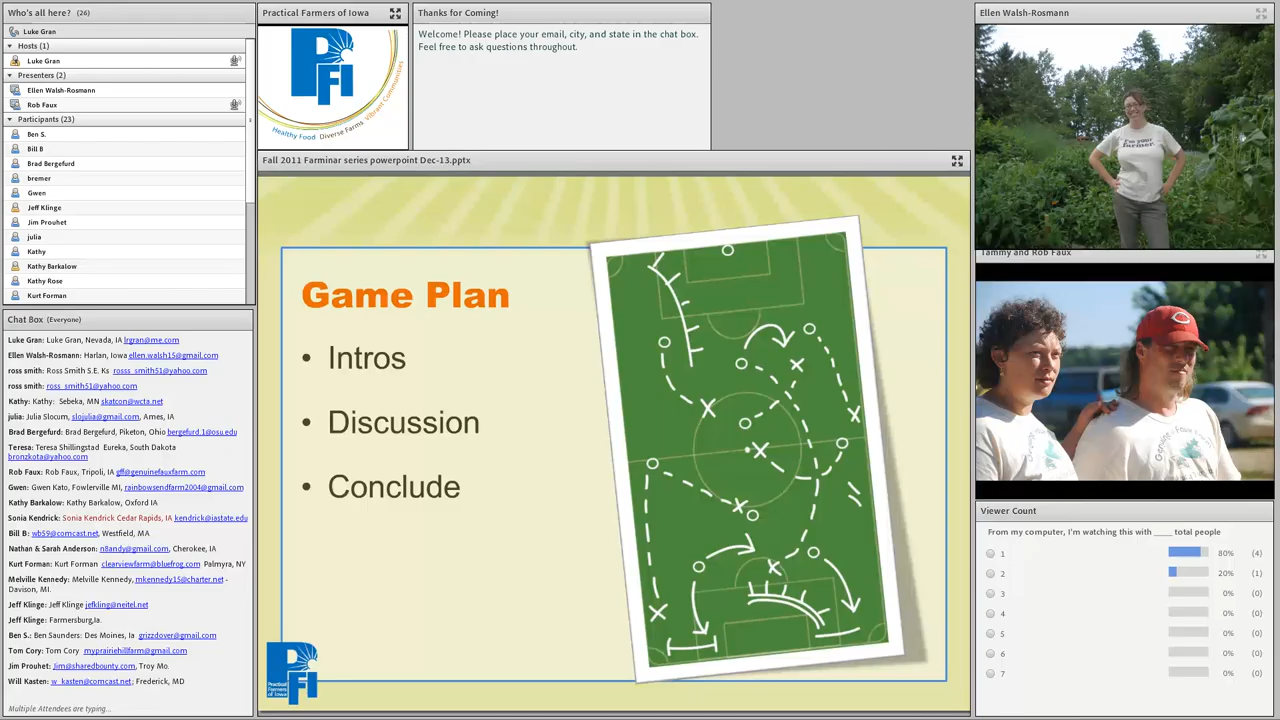 Who's all here? (26)
Luke Gran
Hosts (1)
Luke Gran
Presenters (2)
Ellen Walsh-Rosmann
Rob Faux
Participants (23)
Ben S.
Bill B
Brad Bergefurd
bremer
Gwen
Jeff Klinge
Jim Prouhet
julia
Kathy
Kathy Barkalow
Kathy Rose
Kurt Forman
Chat Box (Everyone)
Luke Gran: Luke Gran, Nevada, IA lrgran@me.com
Ellen Walsh-Rosmann: Harlan, Iowa ellen.walsh15@gmail.com
ross smith: Ross Smith S.E. Ks rosss_smith51@yahoo.com
ross smith: ross_smith51@yahoo.com
Kathy: Kathy: Sebeka, MN skatcon@wcta.net
julia: Julia Slocum, slojulia@gmail.com, Ames, IA
Brad Bergefurd: Brad Bergefurd, Piketon, Ohio bergefurd.1@osu.edu
Teresa: Teresa Shillingstad Eureka, South Dakota
bronzkota@yahoo.com
Rob Faux: Rob Faux, Tripoli, IA gff@genuinefauxfarm.com
Gwen: Gwen Kato, Fowlerville MI, rainbowsendfarm2004@gmail.com
Kathy Barkalow: Kathy Barkalow, Oxford IA
Sonia Kendrick: Sonia Kendrick Cedar Rapids, IA kendrick@iastate.edu
Bill B: wb59@comcast.net, Westfield, MA
Nathan & Sarah Anderson: n8andy@gmail.com, Cherokee, IA
Kurt Forman: Kurt Forman clearviewfarm@bluefrog.com Palmyra, NY
Melville Kennedy: Melville Kennedy, mkennedy15@charter.net -
Davison, MI.
Jeff Klinge: Jeff Klinge jefkling@neitel.net
Jeff Klinge: Farmersburg,Ia.
Ben S.: Ben Saunders: Des Moines, Ia grizzdover@gmail.com
Tom Cory: Tom Cory myprairiehillfarm@gmail.com
Jim Prouhet: Jim@sharedbounty.com, Troy Mo.
Will Kasten: w_kasten@comcast.net; Frederick, MD
Multiple Attendees are typing...
Practical Farmers of Iowa
PFI
Healthy Food Diverse Farms Vibrant Communities
Thanks for Coming!
Welcome! Please place your email, city, and state in the chat box.
Feel free to ask questions throughout.
Fall 2011 Farminar series powerpoint Dec-13.pptx
Game Plan
• Intros
• Discussion
• Conclude
PFI
Practical
Farmers
of Iowa
Ellen Walsh-Rosmann
I'm your
farmer.
Tammy and Rob Faux
Viewer Count
From my computer, I'm watching this with ____ total people
1 80% (4)
2 20% (1)
3 0% (0)
4 0% (0)
5 0% (0)
6 0% (0)
7 0% (0)